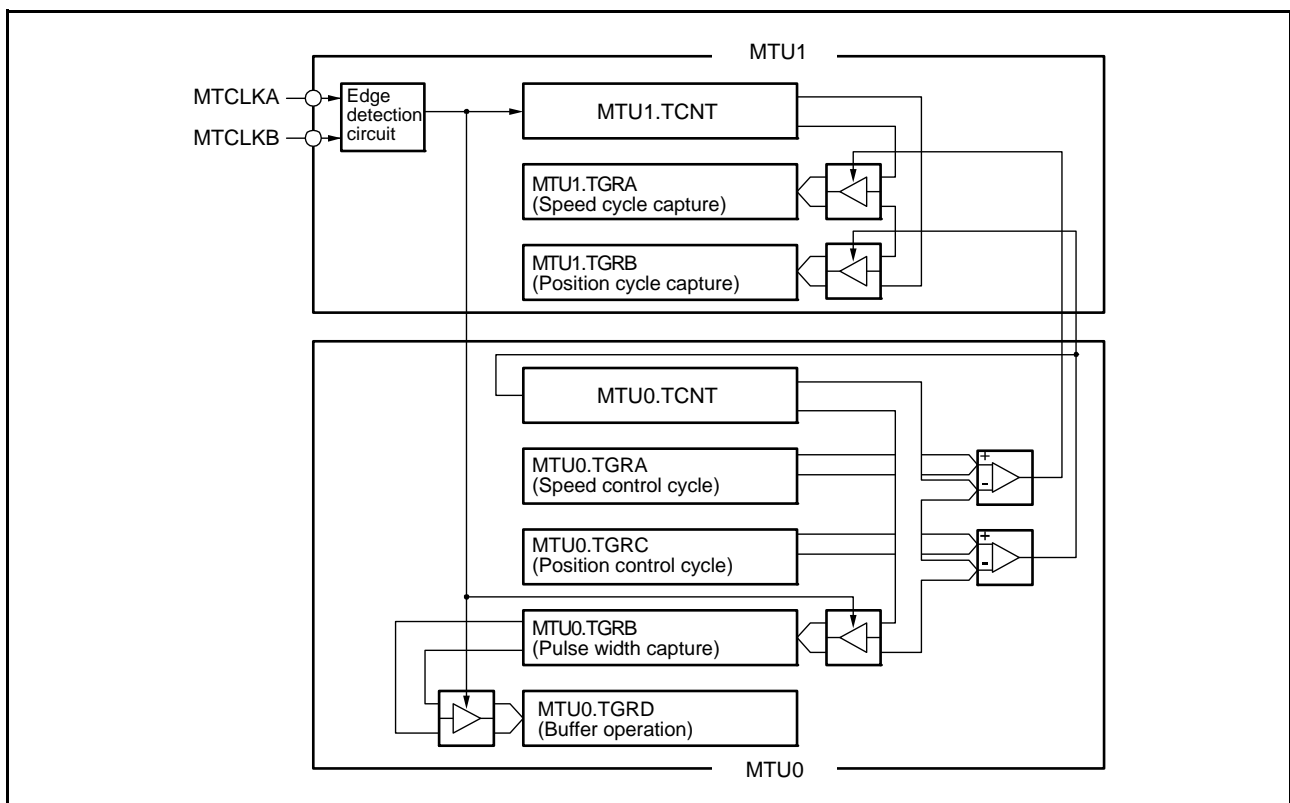 MTU1
MTCLKA
MTCLKB
Edge
detection
circuit
MTU1.TCNT
MTU1.TGRA
(Speed cycle capture)
MTU1.TGRB
(Position cycle capture)
MTU0.TCNT
MTU0.TGRA
(Speed control cycle)
+
-
MTU0.TGRC
(Position control cycle)
+
-
MTU0.TGRB
(Pulse width capture)
MTU0.TGRD
(Buffer operation)
MTU0